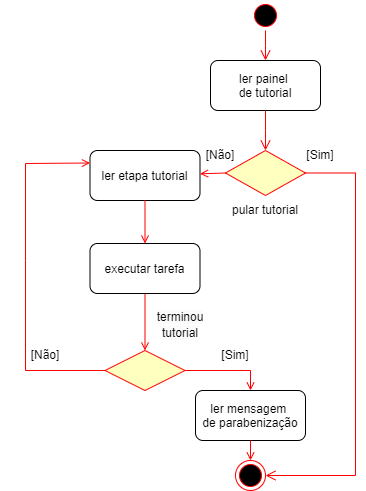 ler painel
de tutorial
[Não]
[Sim]
ler etapa tutorial
pular tutorial
executar tarefa
terminou
tutorial
[Não]
[Sim]
ler mensagem
de parabenização